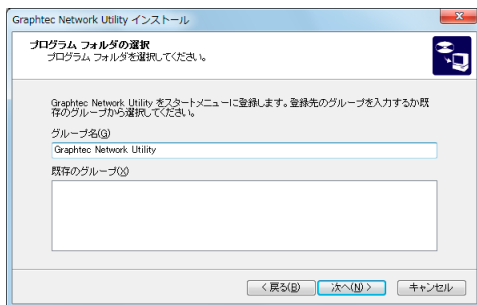 Graphtec Network Utility インストール
プログラム フォルダの選択
プログラム フォルダを選択してください。
Graphtec Network Utility をスタートメニューに登録します。登録先のグループを入力するか既
存のグループから選択してください。
グループ名(G)
Graphtec Network Utility
既存のグループ(X)
< 戻る(B) 次へ(N) > キャンセル